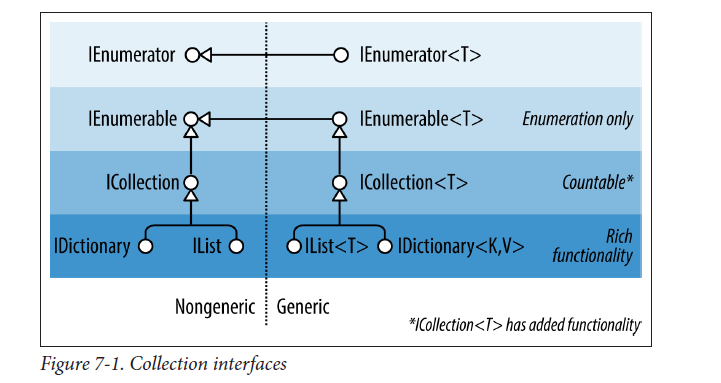 IEnumerator IEnumerator<T>
IEnumerable IEnumerable<T> Enumeration only
ICollection ICollection<T> Countable*
IDictionary IList IList<T> IDictionary<K,V> Rich
functionality
Nongeneric Generic
*ICollection<T> has added functionality
Figure 7-1. Collection interfaces